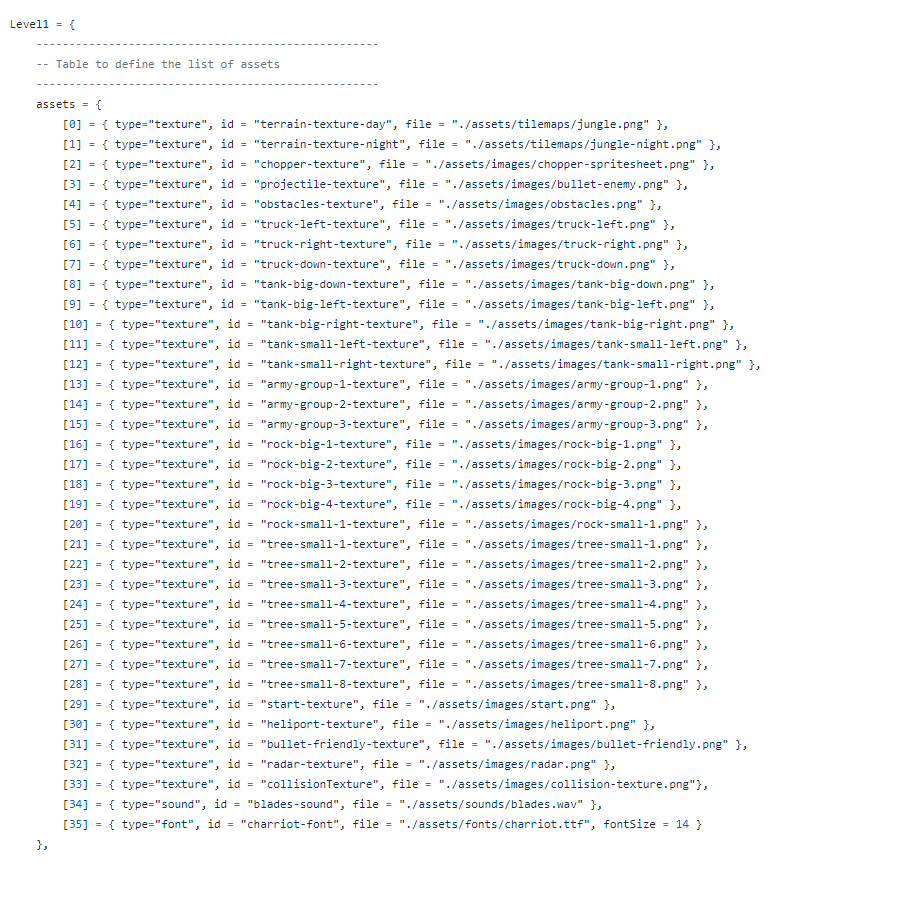 Level1 = {
----------------------------------------------------
-- Table to define the list of assets
----------------------------------------------------
assets = {
[0] = { type="texture", id = "terrain-texture-day", file = "./assets/tilemaps/jungle.png" },
[1] = { type="texture", id = "terrain-texture-night", file = "./assets/tilemaps/jungle-night.png" },
[2] = { type="texture", id = "chopper-texture", file = "./assets/images/chopper-spritesheet.png" },
[3] = { type="texture", id = "projectile-texture", file = "./assets/images/bullet-enemy.png" },
[4] = { type="texture", id = "obstacles-texture", file = "./assets/images/obstacles.png" },
[5] = { type="texture", id = "truck-left-texture", file = "./assets/images/truck-left.png" },
[6] = { type="texture", id = "truck-right-texture", file = "./assets/images/truck-right.png" },
[7] = { type="texture", id = "truck-down-texture", file = "./assets/images/truck-down.png" },
[8] = { type="texture", id = "tank-big-down-texture", file = "./assets/images/tank-big-down.png" },
[9] = { type="texture", id = "tank-big-left-texture", file = "./assets/images/tank-big-left.png" },
[10] = { type="texture", id = "tank-big-right-texture", file = "./assets/images/tank-big-right.png" },
[11] = { type="texture", id = "tank-small-left-texture", file = "./assets/images/tank-small-left.png" },
[12] = { type="texture", id = "tank-small-right-texture", file = "./assets/images/tank-small-right.png" },
[13] = { type="texture", id = "army-group-1-texture", file = "./assets/images/army-group-1.png" },
[14] = { type="texture", id = "army-group-2-texture", file = "./assets/images/army-group-2.png" },
[15] = { type="texture", id = "army-group-3-texture", file = "./assets/images/army-group-3.png" },
[16] = { type="texture", id = "rock-big-1-texture", file = "./assets/images/rock-big-1.png" },
[17] = { type="texture", id = "rock-big-2-texture", file = "./assets/images/rock-big-2.png" },
[18] = { type="texture", id = "rock-big-3-texture", file = "./assets/images/rock-big-3.png" },
[19] = { type="texture", id = "rock-big-4-texture", file = "./assets/images/rock-big-4.png" },
[20] = { type="texture", id = "rock-small-1-texture", file = "./assets/images/rock-small-1.png" },
[21] = { type="texture", id = "tree-small-1-texture", file = "./assets/images/tree-small-1.png" },
[22] = { type="texture", id = "tree-small-2-texture", file = "./assets/images/tree-small-2.png" },
[23] = { type="texture", id = "tree-small-3-texture", file = "./assets/images/tree-small-3.png" },
[24] = { type="texture", id = "tree-small-4-texture", file = "./assets/images/tree-small-4.png" },
[25] = { type="texture", id = "tree-small-5-texture", file = "./assets/images/tree-small-5.png" },
[26] = { type="texture", id = "tree-small-6-texture", file = "./assets/images/tree-small-6.png" },
[27] = { type="texture", id = "tree-small-7-texture", file = "./assets/images/tree-small-7.png" },
[28] = { type="texture", id = "tree-small-8-texture", file = "./assets/images/tree-small-8.png" },
[29] = { type="texture", id = "start-texture", file = "./assets/images/start.png" },
[30] = { type="texture", id = "heliport-texture", file = "./assets/images/heliport.png" },
[31] = { type="texture", id = "bullet-friendly-texture", file = "./assets/images/bullet-friendly.png" },
[32] = { type="texture", id = "radar-texture", file = "./assets/images/radar.png" },
[33] = { type="texture", id = "collisionTexture", file = "./assets/images/collision-texture.png"},
[34] = { type="sound", id = "blades-sound", file = "./assets/sounds/blades.wav" },
[35] = { type="font", id = "charriot-font", file = "./assets/fonts/charriot.ttf", fontSize = 14 }
},